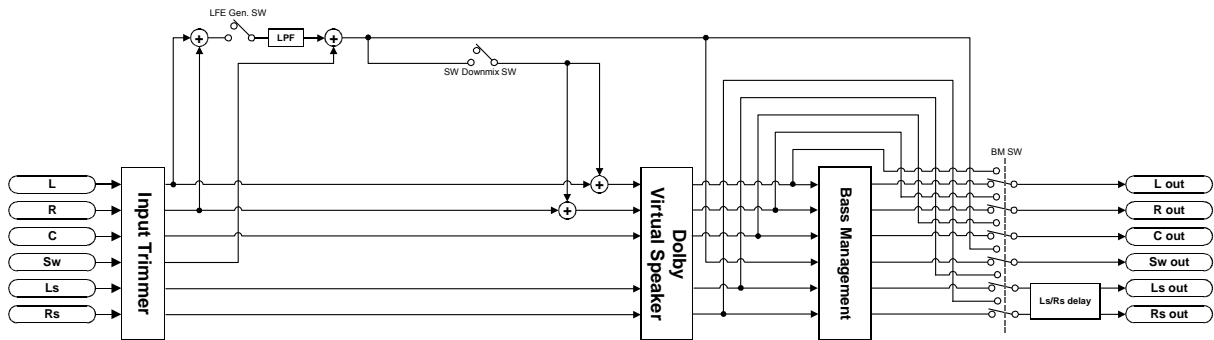 LFE Gen. SW
LPF
+
+
SW Downmix SW
BM SW
L
R
C
Sw
Ls
Rs
Input Trimmer
+
+
Dolby
Virtual Speaker
Bass Management
Ls/Rs delay
L out
R out
C out
Sw out
Ls out
Rs out